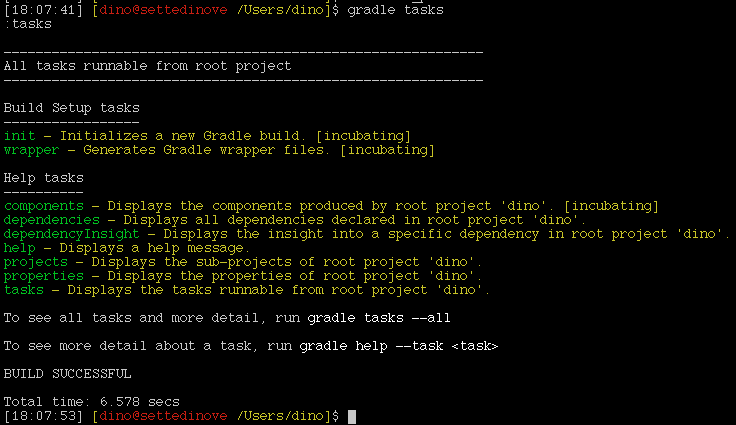 [18:07:41] [dino@settedinove /Users/dino]$ gradle tasks
:tasks
------------------------------------------------------------
All tasks runnable from root project
------------------------------------------------------------
Build Setup tasks
-----------------
init - Initializes a new Gradle build. [incubating]
wrapper - Generates Gradle wrapper files. [incubating]
Help tasks
----------
components - Displays the components produced by root project 'dino'. [incubating]
dependencies - Displays all dependencies declared in root project 'dino'.
dependencyInsight - Displays the insight into a specific dependency in root project 'dino'.
help - Displays a help message.
projects - Displays the sub-projects of root project 'dino'.
properties - Displays the properties of root project 'dino'.
tasks - Displays the tasks runnable from root project 'dino'.
To see all tasks and more detail, run gradle tasks --all
To see more detail about a task, run gradle help --task <task>
BUILD SUCCESSFUL
Total time: 6.578 secs
[18:07:53] [dino@settedinove /Users/dino]$